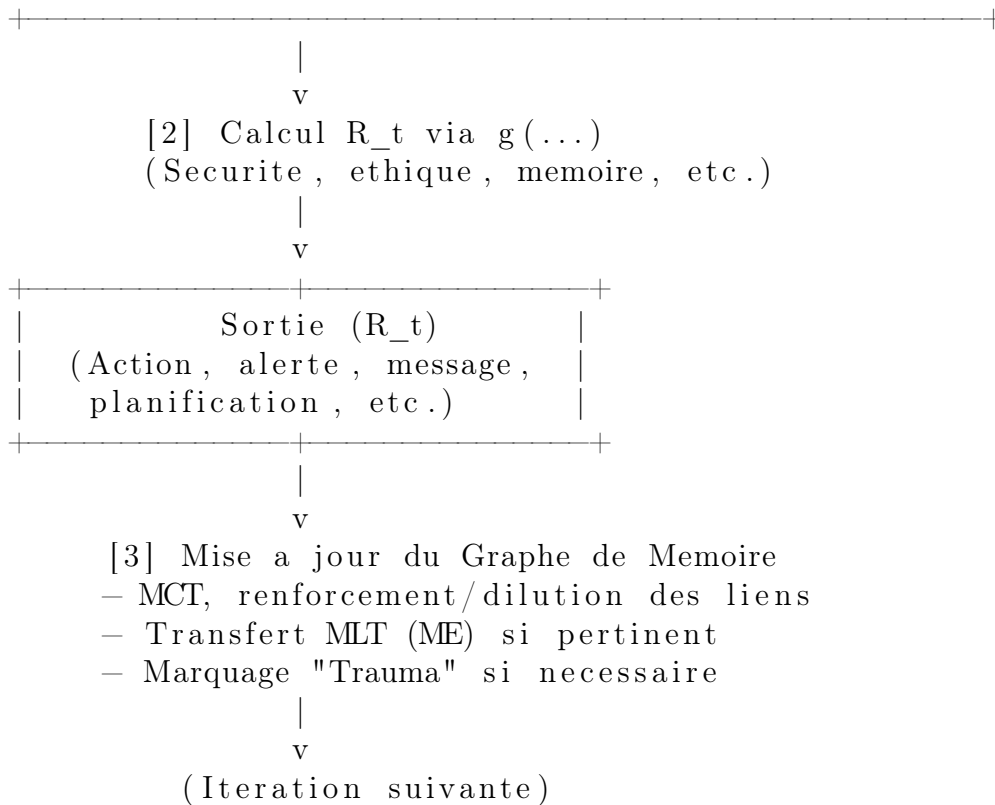 +--------------------------------------------------+
|
v
[2] Calcul R_t via g(...)
(Securite, ethique, memoire, etc.)
|
v
+--------------+---------------+
| Sortie (R_t) |
| (Action, alerte, message, |
| planification, etc.) |
+--------------+---------------+
|
v
[3] Mise a jour du Graphe de Memoire
- MCT, renforcement/dilution des liens
- Transfert MLT (ME) si pertinent
- Marquage "Trauma" si necessaire
|
v
(Iteration suivante)